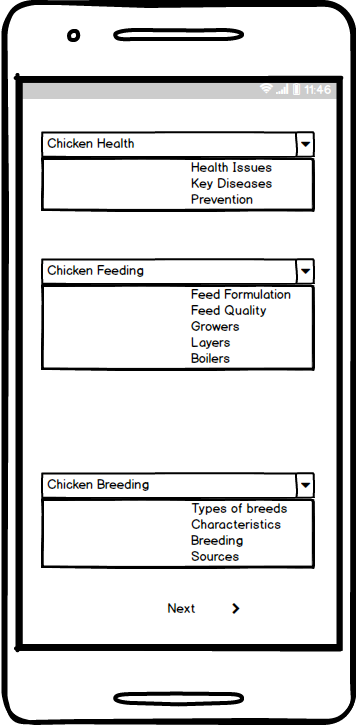 11:46
Chicken Health
Health Issues
Key Diseases
Prevention
Chicken Feeding
Feed Formulation
Feed Quality
Growers
Layers
Boilers
Chicken Breeding
Types of breeds
Characteristics
Breeding
Sources
Next